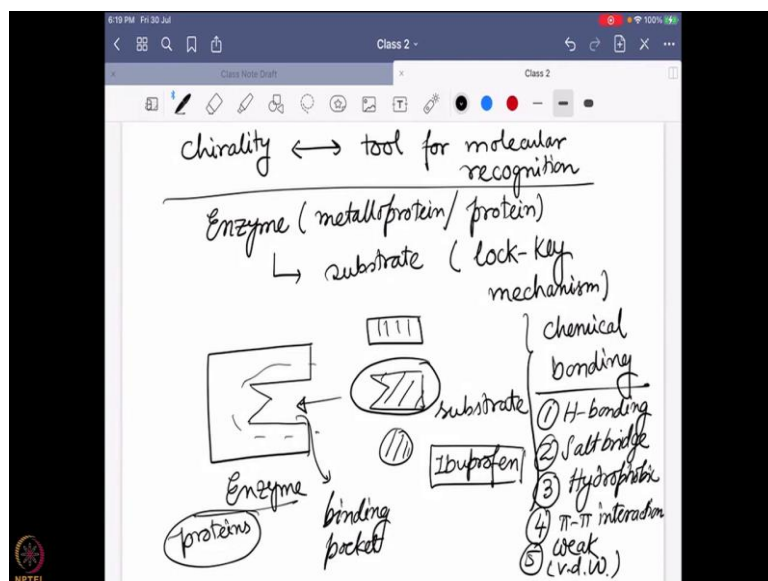 6:19 PM Fri 30 Jul
100%
Class 2
Class Note Draft
Class 2
chirality ⟷ tool for molecular
recognition
Enzyme (metalloprotein/protein)
↳ substrate (lock-key
mechanism)
substrate
Ibuprofen
Enzyme
proteins
binding
pocket
chemical
bonding
① H-bonding
② Salt bridge
③ Hydrophobic
④ π-π interaction
⑤ weak
(v.d.W.)
NPTEL